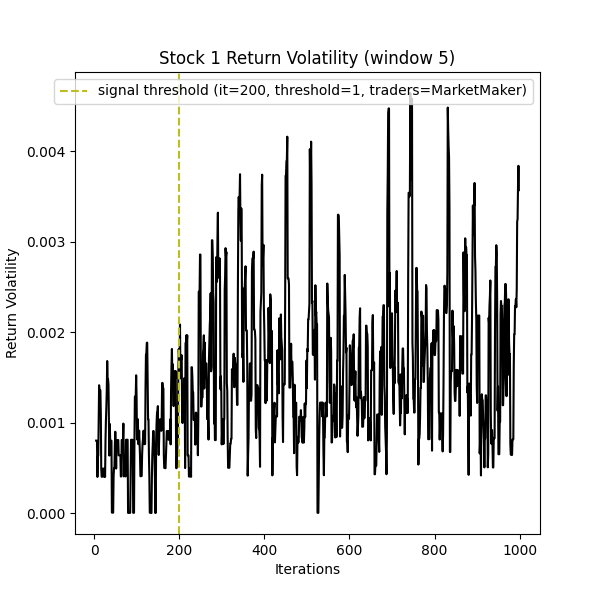 Stock 1 Return Volatility (window 5)
signal threshold (it=200, threshold=1, traders=MarketMaker)
0.004
0.003
0.002
0.001
0.000
Return Volatility
0 200 400 600 800 1000
Iterations